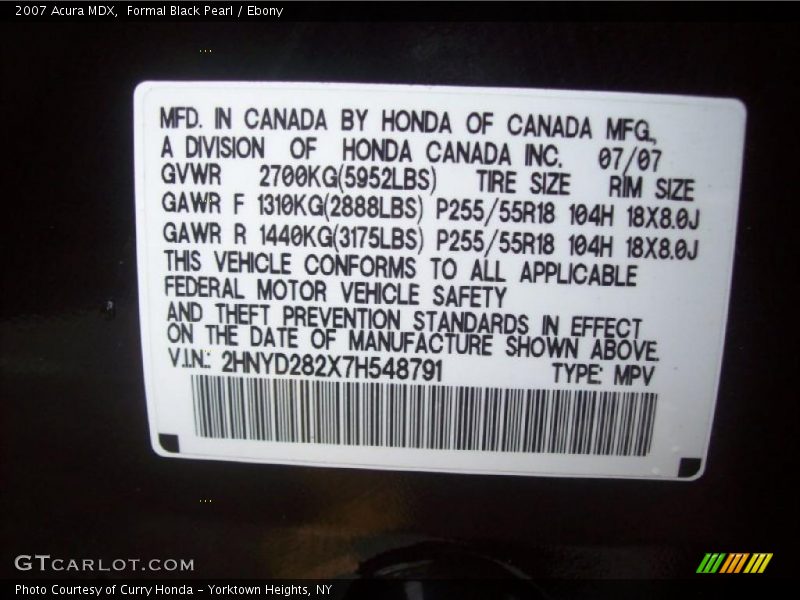 2007 Acura MDX,  Formal Black Pearl / Ebony
MFD. IN CANADA BY HONDA OF CANADA MFG.,
A DIVISION OF HONDA CANADA INC. 07/07
GVWR 2700KG(5952LBS) TIRE SIZE RIM SIZE
GAWR F 1310KG(2888LBS) P255/55R18 104H 18X8.0J
GAWR R 1440KG(3175LBS) P255/55R18 104H 18X8.0J
THIS VEHICLE CONFORMS TO ALL APPLICABLE
FEDERAL MOTOR VEHICLE SAFETY
AND THEFT PREVENTION STANDARDS IN EFFECT
ON THE DATE OF MANUFACTURE SHOWN ABOVE.
V.I.N.: 2HNYD282X7H548791 TYPE: MPV
GTCARLOT.COM
Photo Courtesy of Curry Honda - Yorktown Heights, NY